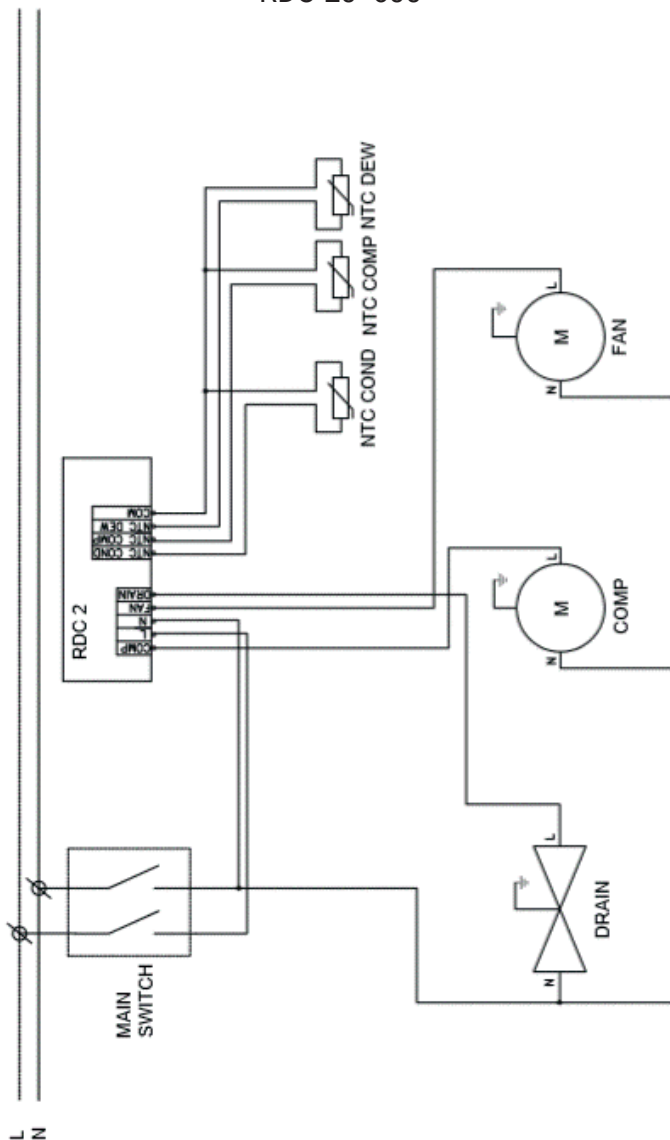 L
N
MAIN
SWITCH
RDC 2
COMP
L
N
FAN
DRAIN
NTC COND
NTC COMP
NTC DEW
COM
NTC COND
NTC COMP
NTC DEW
N
L
DRAIN
N
M
L
COMP
N
M
L
FAN